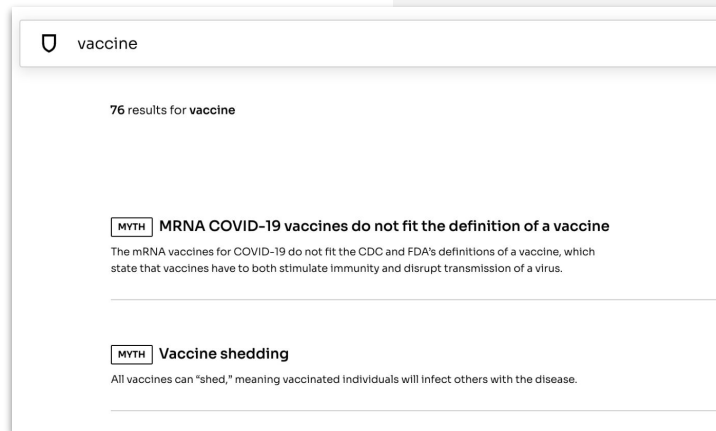 vaccine
76 results for vaccine
MYTH MRNA COVID-19 vaccines do not fit the definition of a vaccine
The mRNA vaccines for COVID-19 do not fit the CDC and FDA's definitions of a vaccine, which
state that vaccines have to both stimulate immunity and disrupt transmission of a virus.
MYTH Vaccine shedding
All vaccines can “shed,” meaning vaccinated individuals will infect others with the disease.